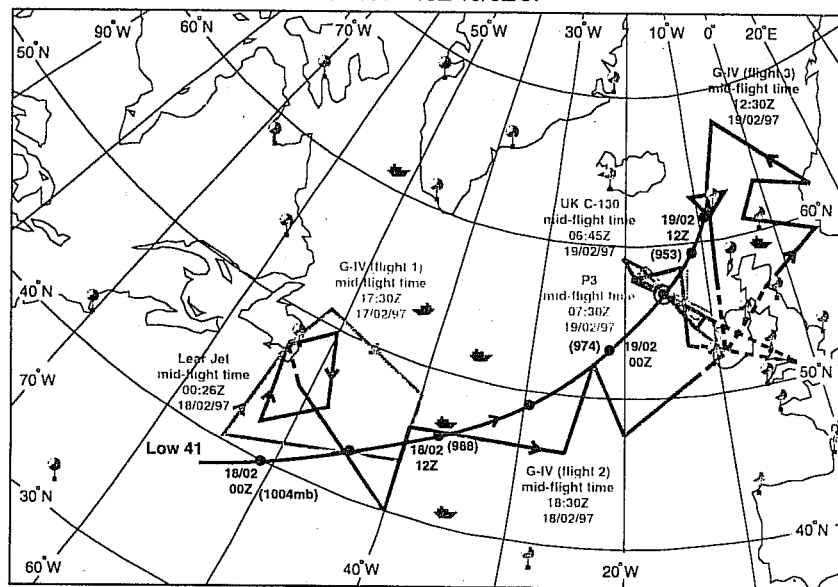 90°W
60°N
70°W
50°W
33°W
10°W
0°
20°E
50°N
G-IV (flight 3)
mid-flight time
12:30Z
19/02/97
UK C-130
mid-flight time
06:45Z
19/02/97
19/02
12Z
(953)
60°N
G-IV (flight 1)
mid flight time
17:30Z
17/02/97
P3
mid-flight time
07:30Z
19/02/97
40°N
(974)
19/02
00Z
50°N
Lear Jet
mid-flight time
00:26Z
18/02/97
70°W
Low 41
18/02
00Z
(1004mb)
18/02
12Z
(988)
G-IV (flight 2)
mid-flight time
18:30Z
18/02/97
30°N
40°N
60°W
40°W
20°W